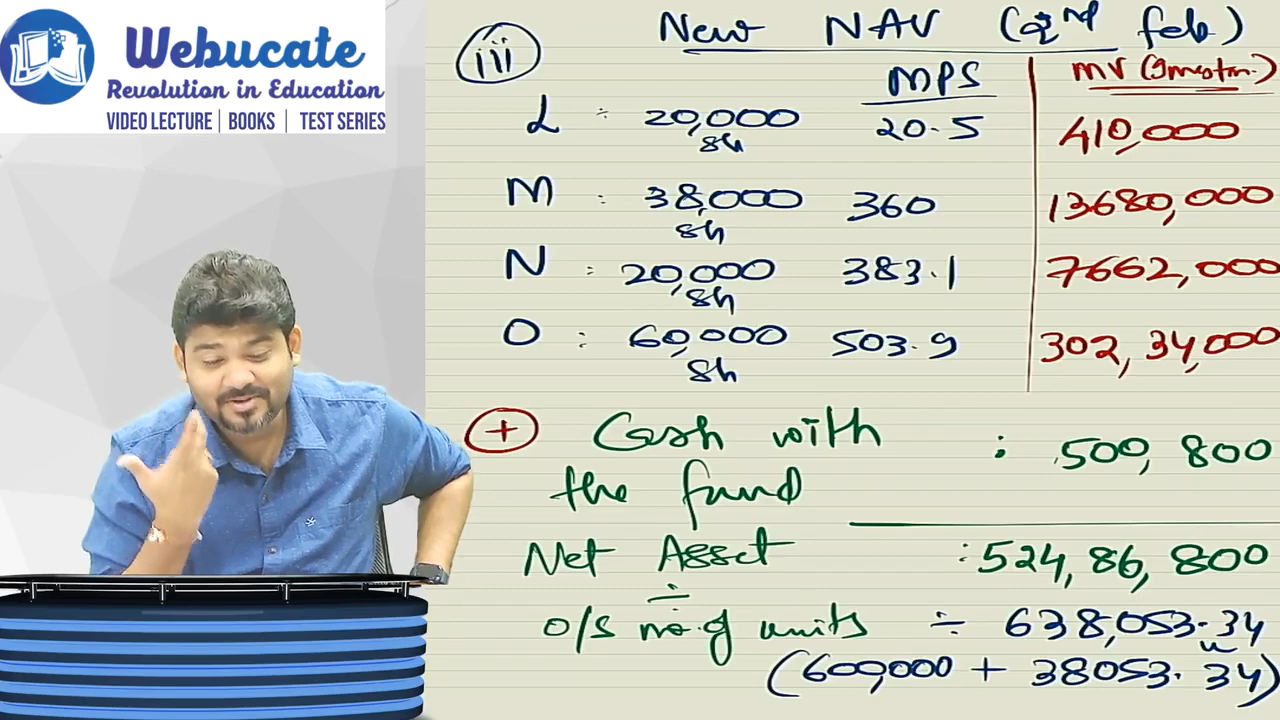 Webucate
Revolution in Education
VIDEO LECTURE | BOOKS | TEST SERIES
iii New NAV (2nd feb)
MPS MV (Investm.)
L : 20,000 sh 20.5 410,000
M : 38,000 sh 360 13680,000
N : 20,000 sh 383.1 7662,000
O : 60,000 sh 503.9 302,34,000
+ Cash with : 500,800
the fund
Net Asset : 524,86,800
÷
o/s no. of units ÷ 638,053.34
(600,000 + 38053.34)